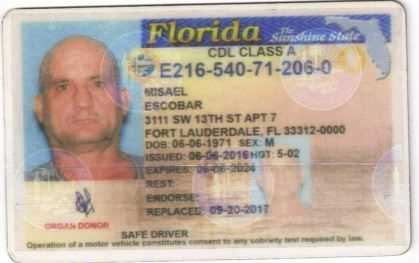 Florida The Sunshine State
CDL CLASS A
E216-540-71-206-0
MISAEL
ESCOBAR
3111 SW 13TH ST APT 7
FORT LAUDERDALE, FL 33312-0000
DOB: 06-06-1971 SEX: M
ISSUED: 06-06-2016 HGT: 5-02
EXPIRES: 06-06-2024
REST:
ENDORSE:
REPLACED: 09-20-2017
ORGAN DONOR
SAFE DRIVER
Operation of a motor vehicle constitutes consent to any sobriety test required by law.